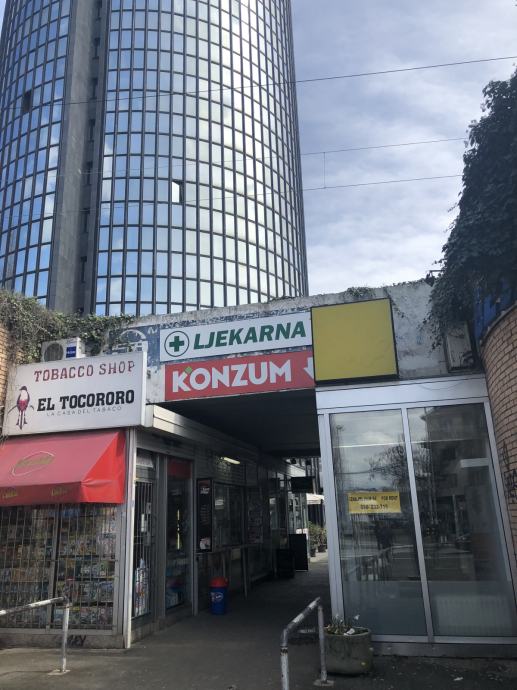 LJEKARNA
KONZUM
TOBACCO SHOP
EL TOCORORO
LA CASA DEL TABACO
FOR RENT